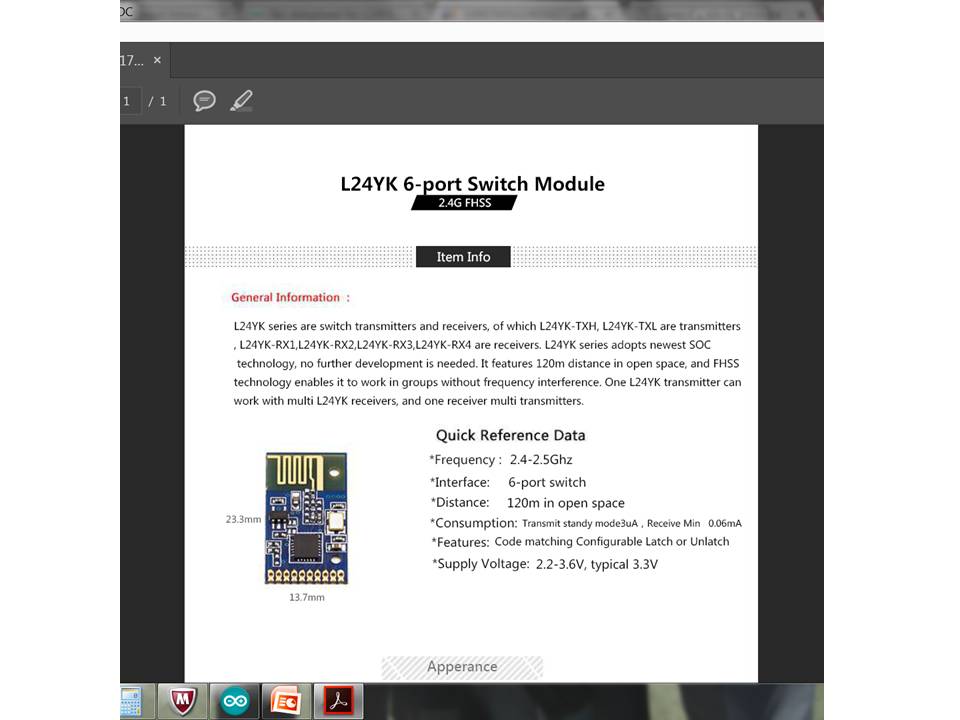 OC
17... ×
1 / 1
L24YK 6-port Switch Module
2.4G FHSS
Item Info
General Information :
L24YK series are switch transmitters and receivers, of which L24YK-TXH, L24YK-TXL are transmitters
, L24YK-RX1,L24YK-RX2,L24YK-RX3,L24YK-RX4 are receivers. L24YK series adopts newest SOC
technology, no further development is needed. It features 120m distance in open space, and FHSS
technology enables it to work in groups without frequency interference. One L24YK transmitter can
work with multi L24YK receivers, and one receiver multi transmitters.
Quick Reference Data
*Frequency : 2.4-2.5Ghz
*Interface: 6-port switch
*Distance: 120m in open space
*Consumption: Transmit standy mode3uA , Receive Min 0.06mA
*Features: Code matching Configurable Latch or Unlatch
*Supply Voltage: 2.2-3.6V, typical 3.3V
23.3mm
13.7mm
Apperance